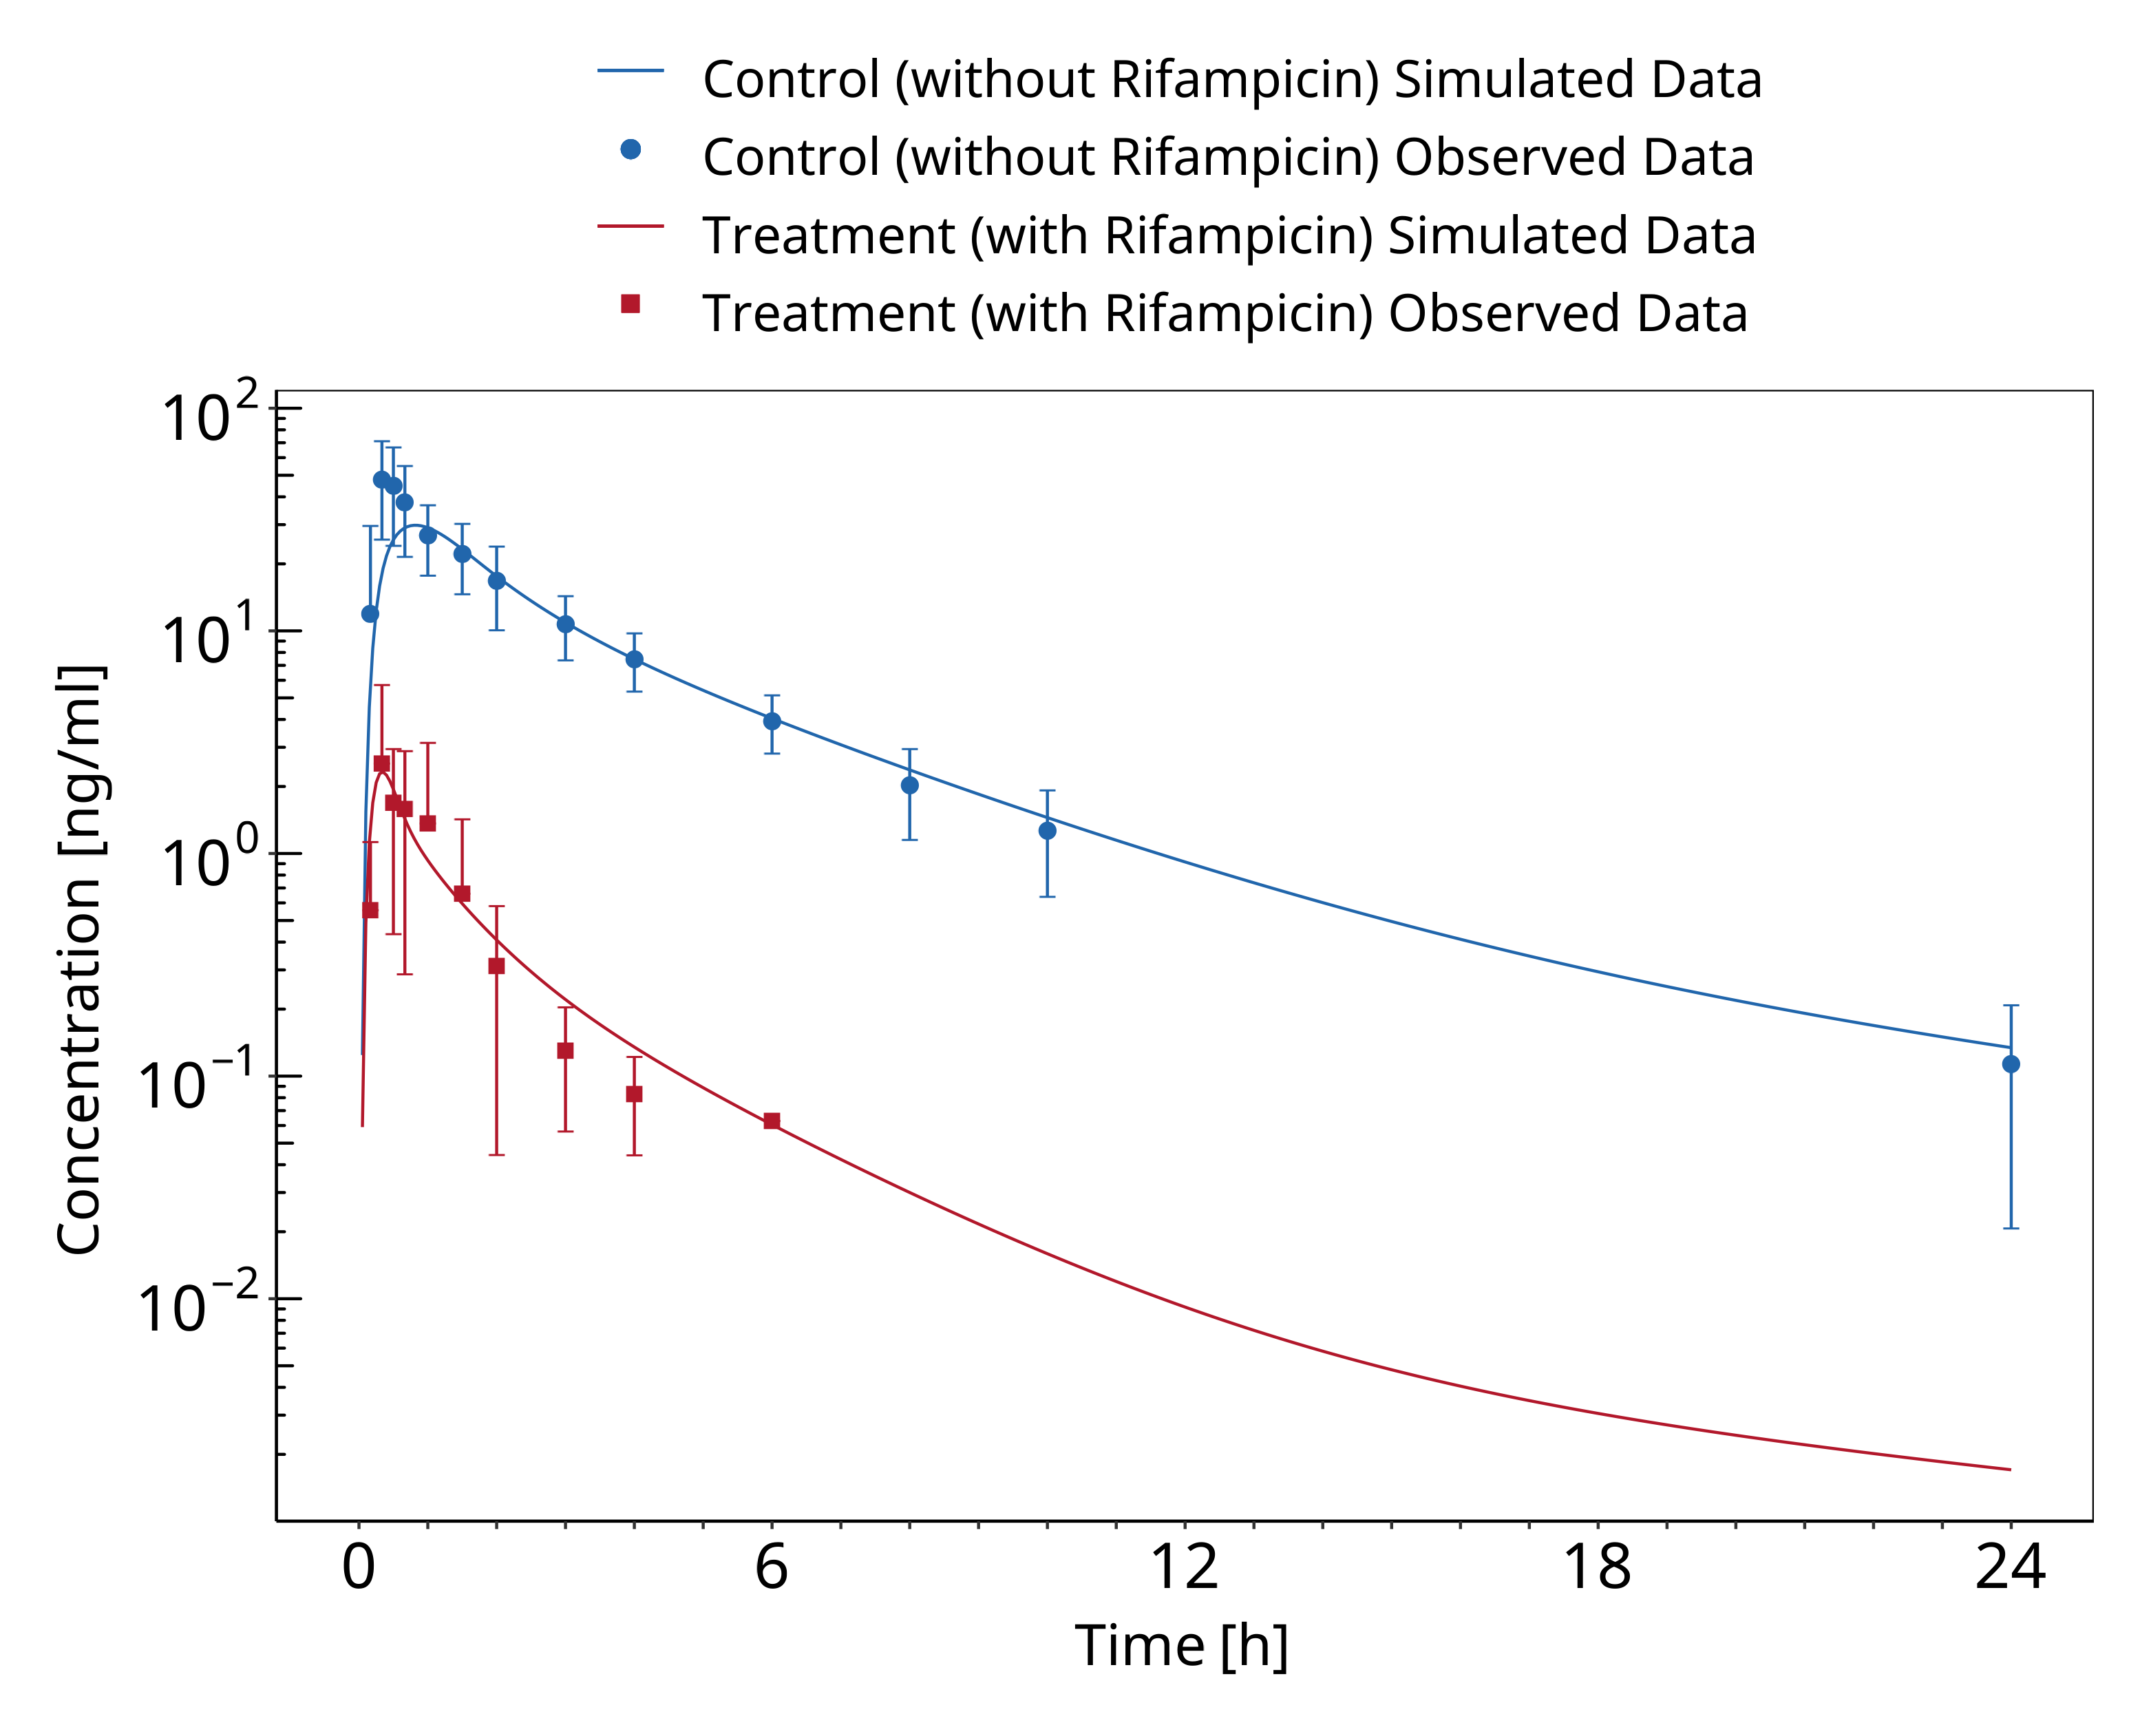 Control (without Rifampicin) Simulated Data
Control (without Rifampicin) Observed Data
Treatment (with Rifampicin) Simulated Data
Treatment (with Rifampicin) Observed Data
10^2
10^1
10^0
10^−1
10^−2
Concentration [ng/ml]
0 6 12 18 24
Time [h]